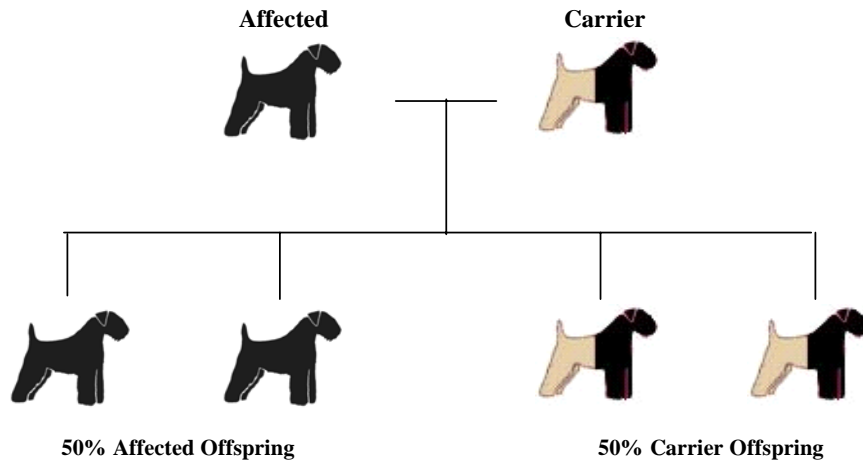 Affected
Carrier
50% Affected Offspring
50% Carrier Offspring